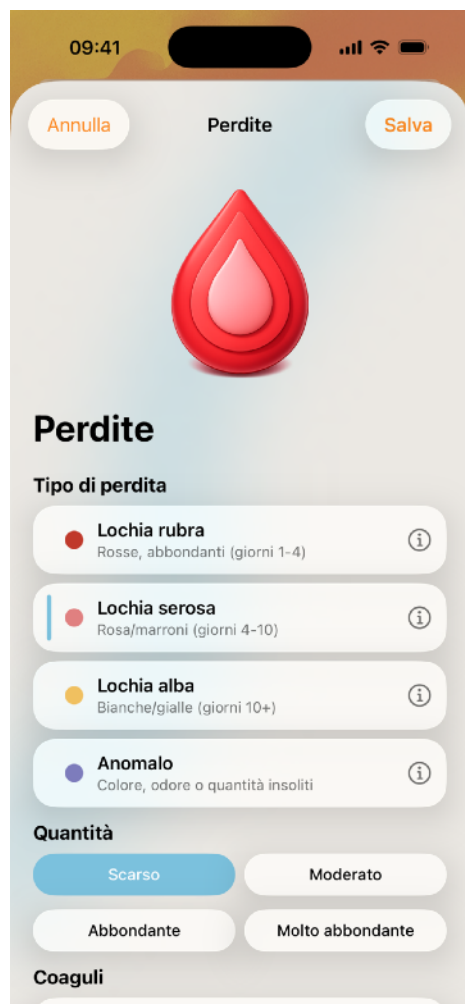 09:41
Annulla
Perdite
Salva
Perdite
Tipo di perdita
Lochia rubra
Rosse, abbondanti (giorni 1-4)
Lochia serosa
Rosa/marroni (giorni 4-10)
Lochia alba
Bianche/gialle (giorni 10+)
Anomalo
Colore, odore o quantità insoliti
Quantità
Scarso
Moderato
Abbondante
Molto abbondante
Coaguli